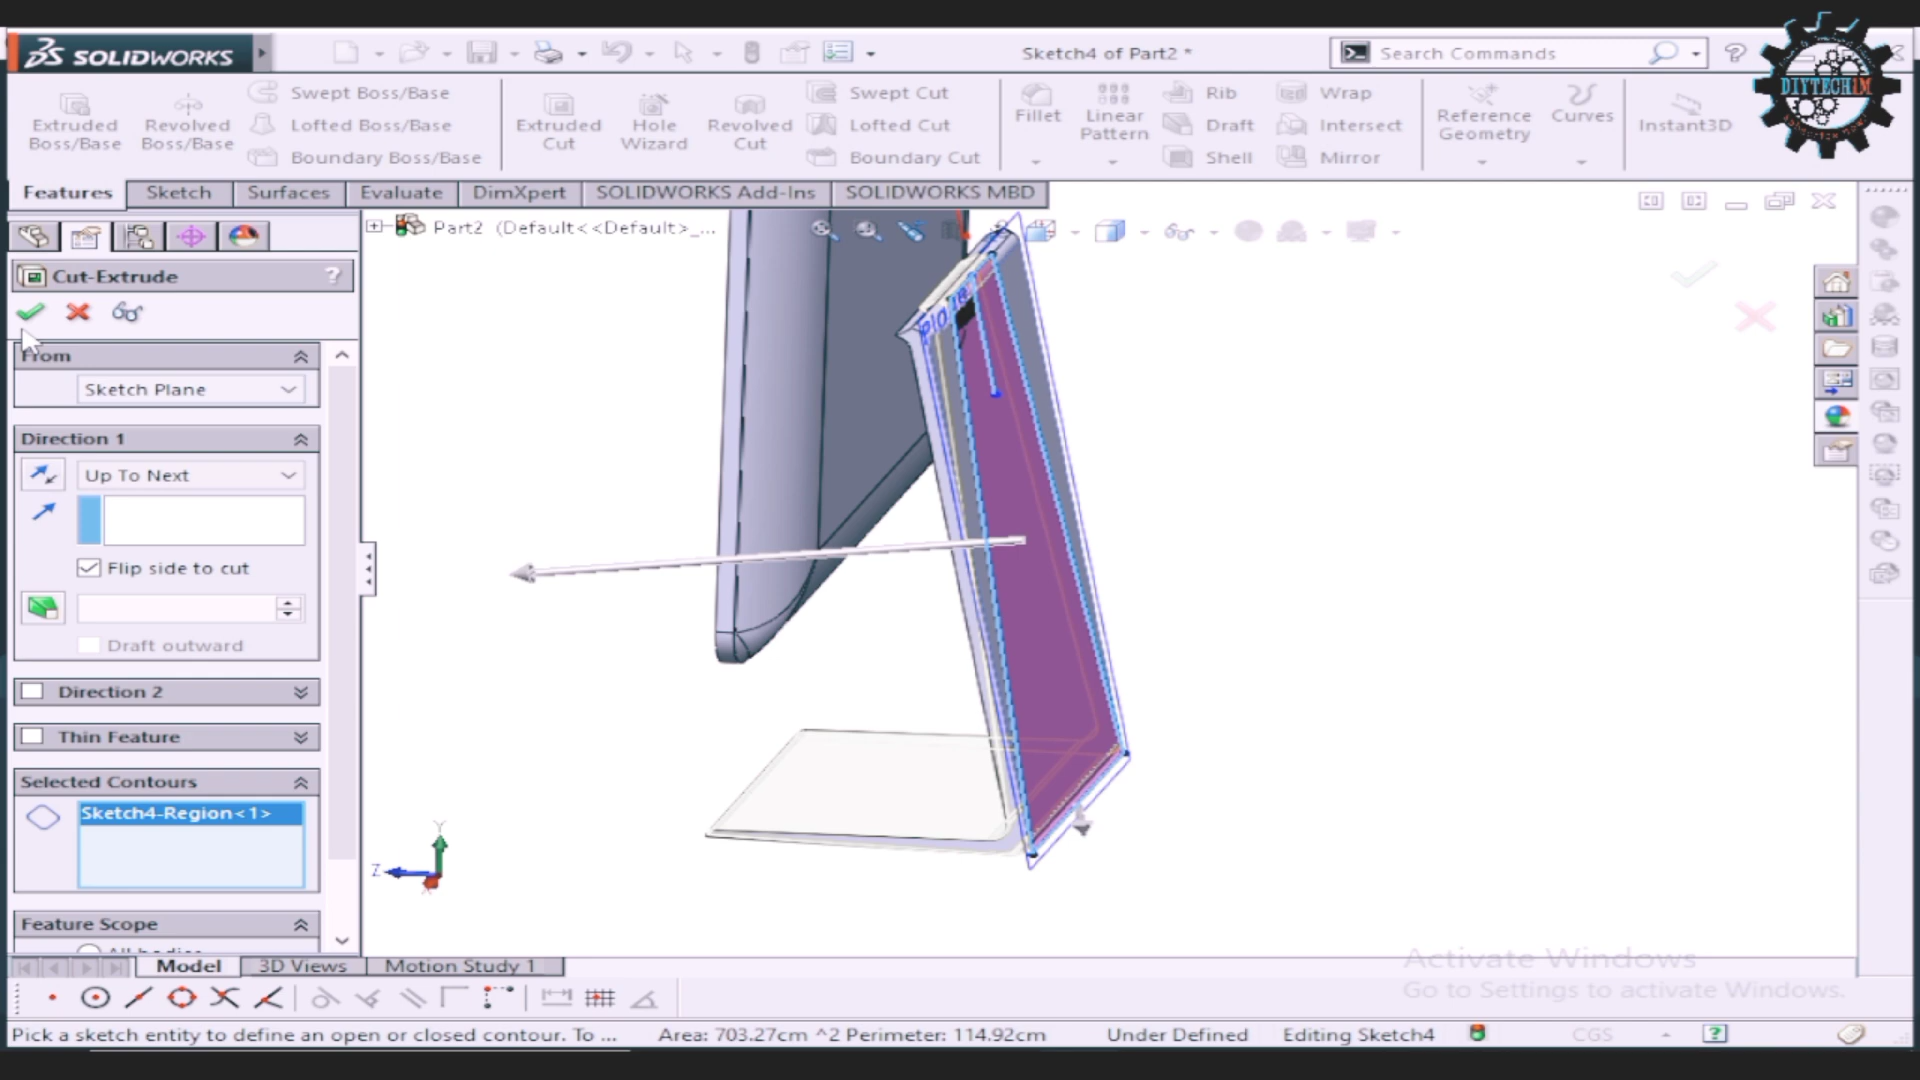 SOLIDWORKS
Sketch4 of Part2 *
Search Commands
DIYTECH1M
Extruded Boss/Base
Revolved Boss/Base
Swept Boss/Base
Lofted Boss/Base
Boundary Boss/Base
Extruded Cut
Hole Wizard
Revolved Cut
Swept Cut
Lofted Cut
Boundary Cut
Fillet
Linear Pattern
Rib
Draft
Shell
Wrap
Intersect
Mirror
Reference Geometry
Curves
Instant3D
Features
Sketch
Surfaces
Evaluate
DimXpert
SOLIDWORKS Add-Ins
SOLIDWORKS MBD
Part2 (Default<<Default>_...
Cut-Extrude
?
From
Sketch Plane
Direction 1
Up To Next
Flip side to cut
Draft outward
Direction 2
Thin Feature
Selected Contours
Sketch4-Region<1>
Feature Scope
All bodies
Y
Z
X
Activate Windows
Go to Settings to activate Windows.
Model
3D Views
Motion Study 1
Pick a sketch entity to define an open or closed contour. To ...
Area: 703.27cm ^2 Perimeter: 114.92cm
Under Defined
Editing Sketch4
CGS